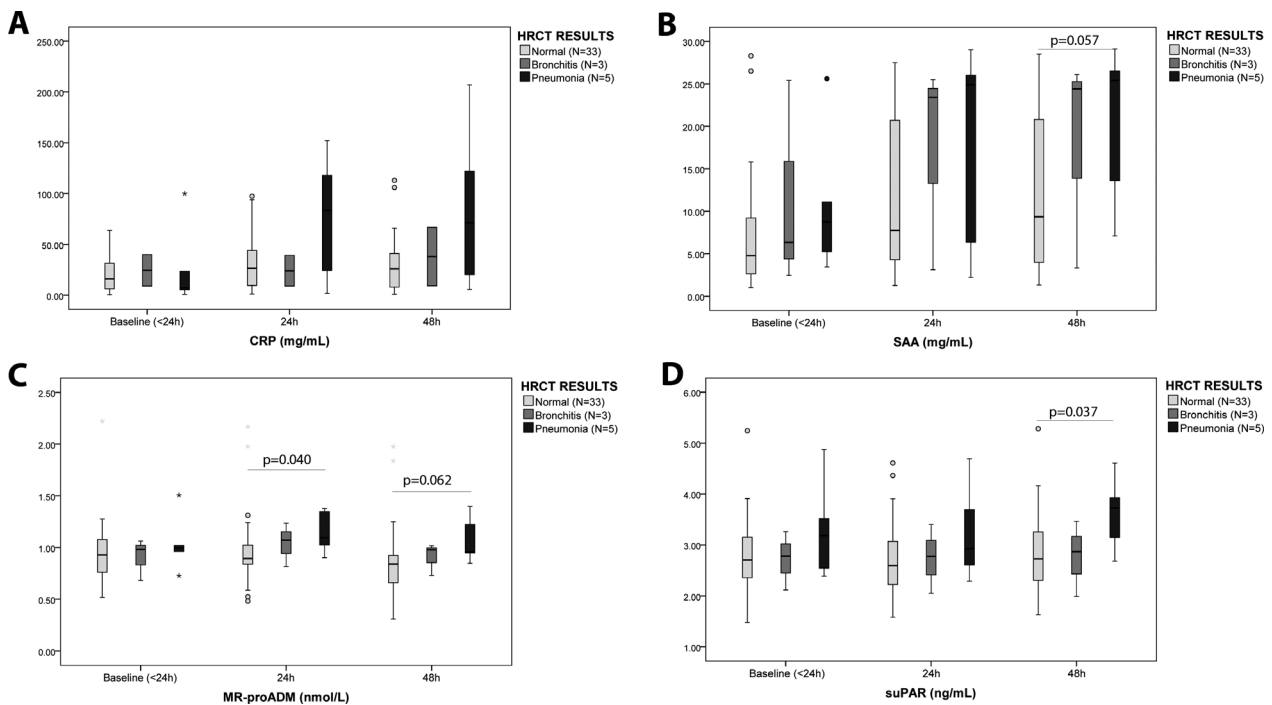 A
HRCT RESULTS
Normal (N=33)
Bronchitis (N=3)
Pneumonia (N=5)
250.00
200.00
150.00
100.00
50.00
0.00
*
Baseline (<24h) 24h 48h
CRP (mg/mL)
B
HRCT RESULTS
Normal (N=33)
Bronchitis (N=3)
Pneumonia (N=5)
p=0.057
30.00
25.00
20.00
15.00
10.00
5.00
0.00
Baseline (<24h) 24h 48h
SAA (mg/mL)
C
HRCT RESULTS
Normal (N=33)
Bronchitis (N=3)
Pneumonia (N=5)
p=0.040
p=0.062
2.50
2.00
1.50
1.00
0.50
0.00
Baseline (<24h) 24h 48h
MR-proADM (nmol/L)
D
HRCT RESULTS
Normal (N=33)
Bronchitis (N=3)
Pneumonia (N=5)
p=0.037
6.00
5.00
4.00
3.00
2.00
1.00
Baseline (<24h) 24h 48h
suPAR (ng/mL)